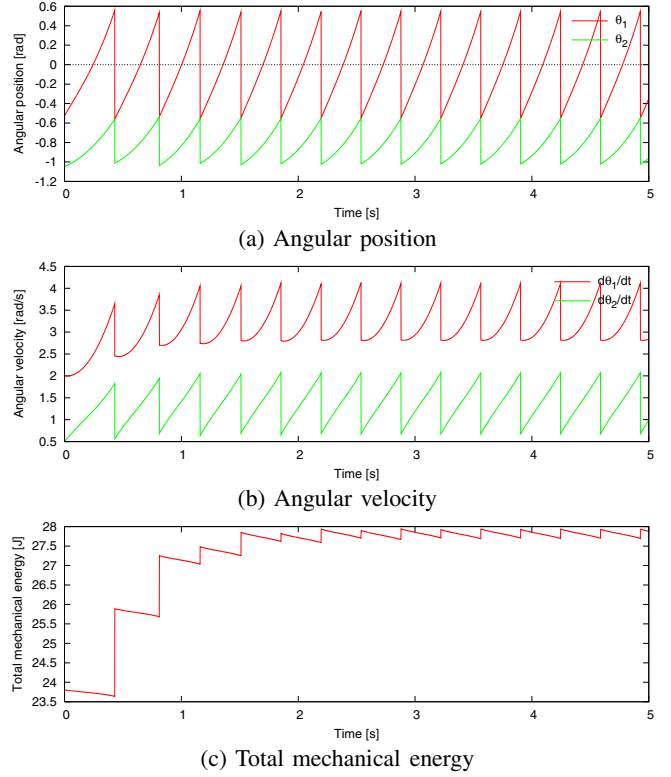 0.6
0.4
0.2
0
-0.2
-0.4
-0.6
-0.8
-1
-1.2
Angular position [rad]
θ1
θ2
0 1 2 3 4 5
Time [s]
(a) Angular position
4.5
4
3.5
3
2.5
2
1.5
1
0.5
Angular velocity [rad/s]
dθ1/dt
dθ2/dt
0 1 2 3 4 5
Time [s]
(b) Angular velocity
28
27.5
27
26.5
26
25.5
25
24.5
24
23.5
Total mechanical energy [J]
0 1 2 3 4 5
Time [s]
(c) Total mechanical energy